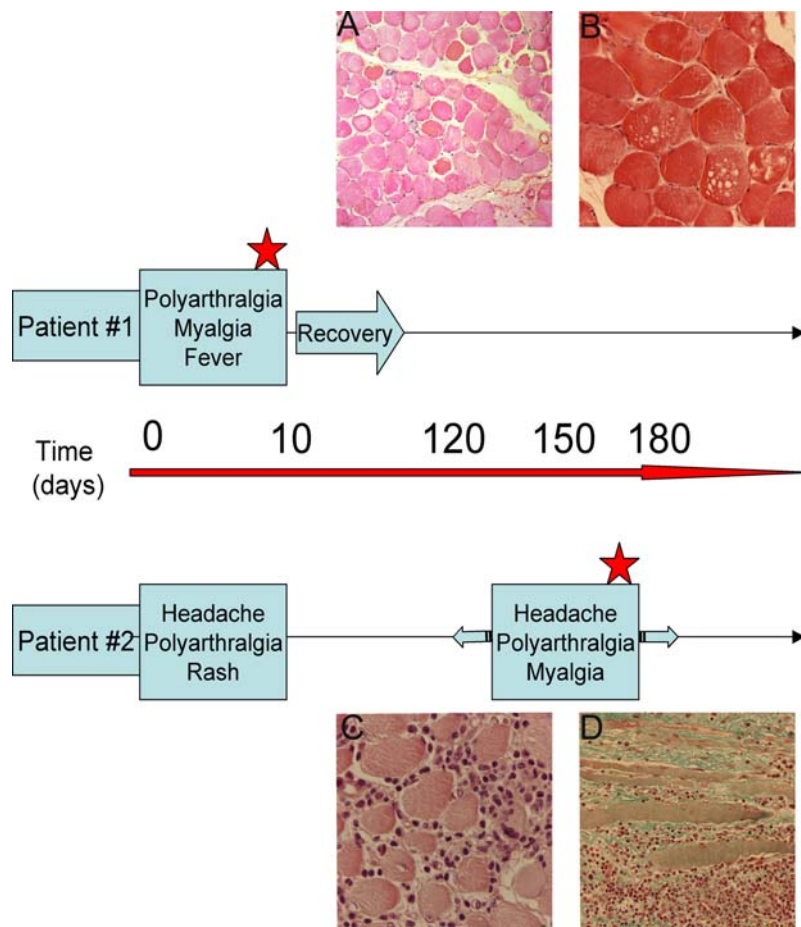 A
B
Patient #1
Polyarthralgia
Myalgia
Fever
Recovery
Time
(days)
0
10
120
150
180
Patient #2
Headache
Polyarthralgia
Rash
Headache
Polyarthralgia
Myalgia
C
D